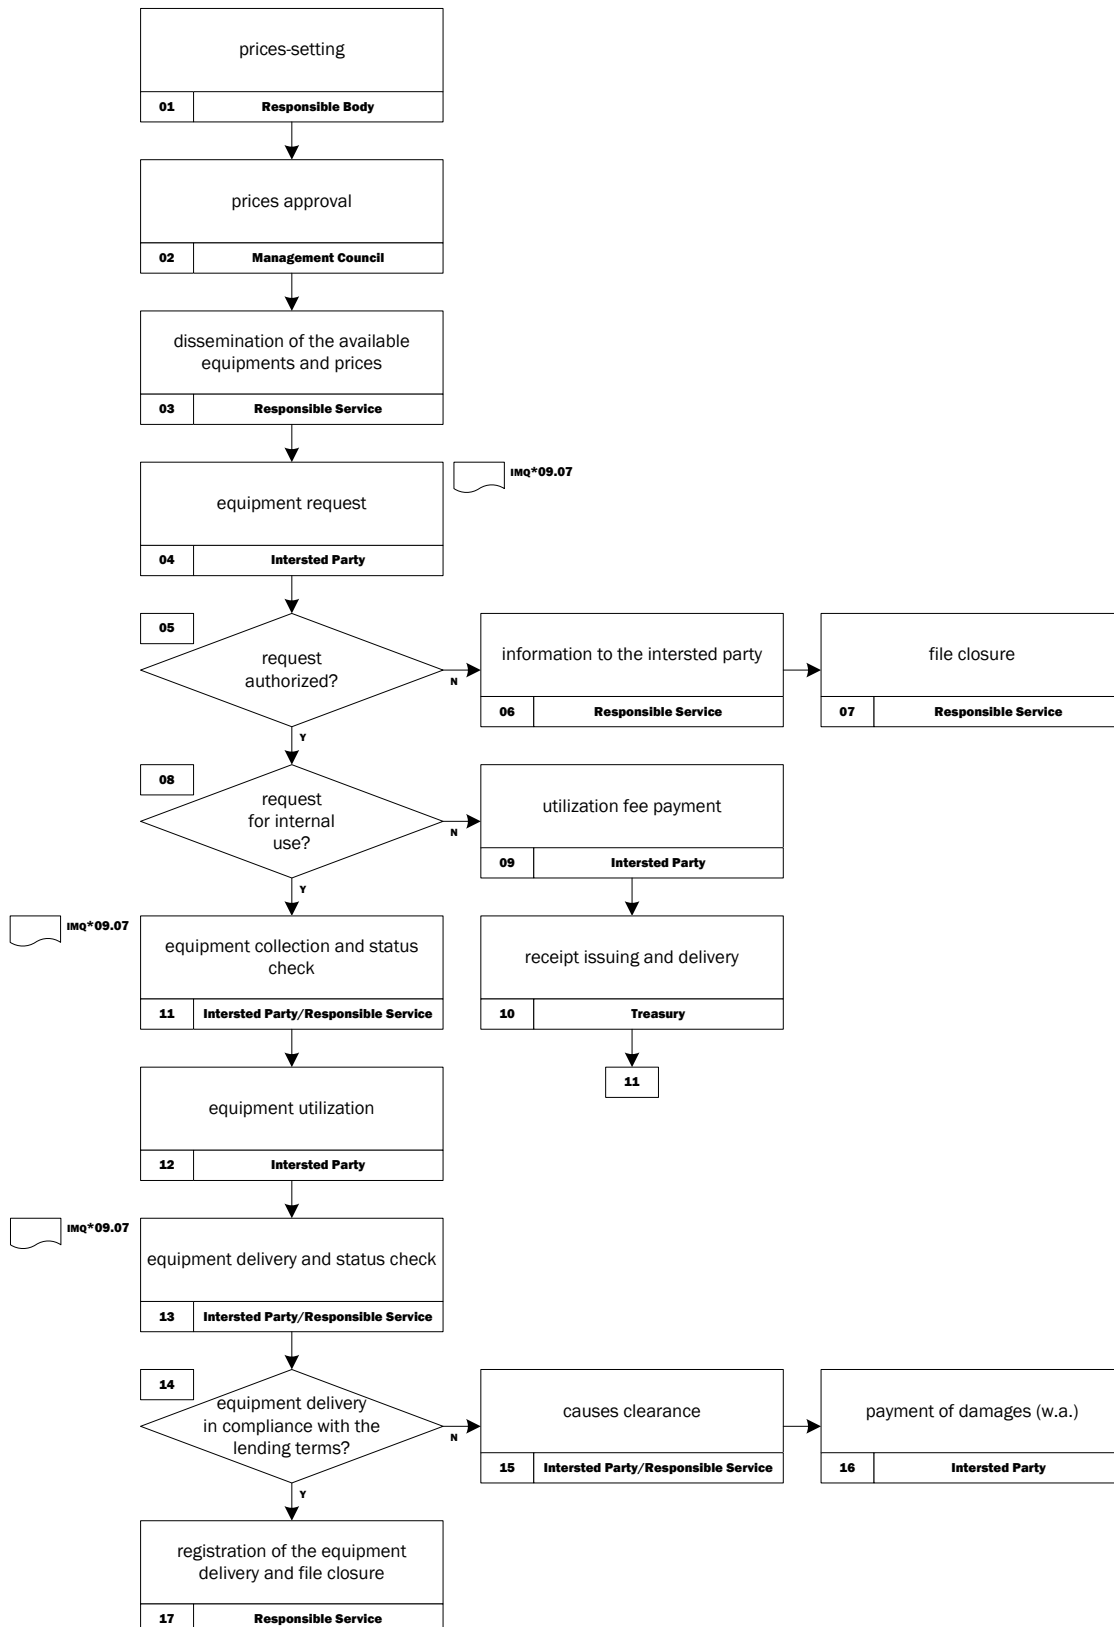 prices-setting
01 Responsible Body
prices approval
02 Management Council
dissemination of the available
equipments and prices
03 Responsible Service
IMQ*09.07
equipment request
04 Intersted Party
05
request
authorized?
N
Y
information to the intersted party
06 Responsible Service
file closure
07 Responsible Service
08
request
for internal
use?
N
Y
utilization fee payment
09 Intersted Party
IMQ*09.07
equipment collection and status
check
11 Intersted Party/Responsible Service
receipt issuing and delivery
10 Treasury
11
equipment utilization
12 Intersted Party
IMQ*09.07
equipment delivery and status check
13 Intersted Party/Responsible Service
14
equipment delivery
in compliance with the
lending terms?
N
Y
causes clearance
15 Intersted Party/Responsible Service
payment of damages (w.a.)
16 Intersted Party
registration of the equipment
delivery and file closure
17 Responsible Service